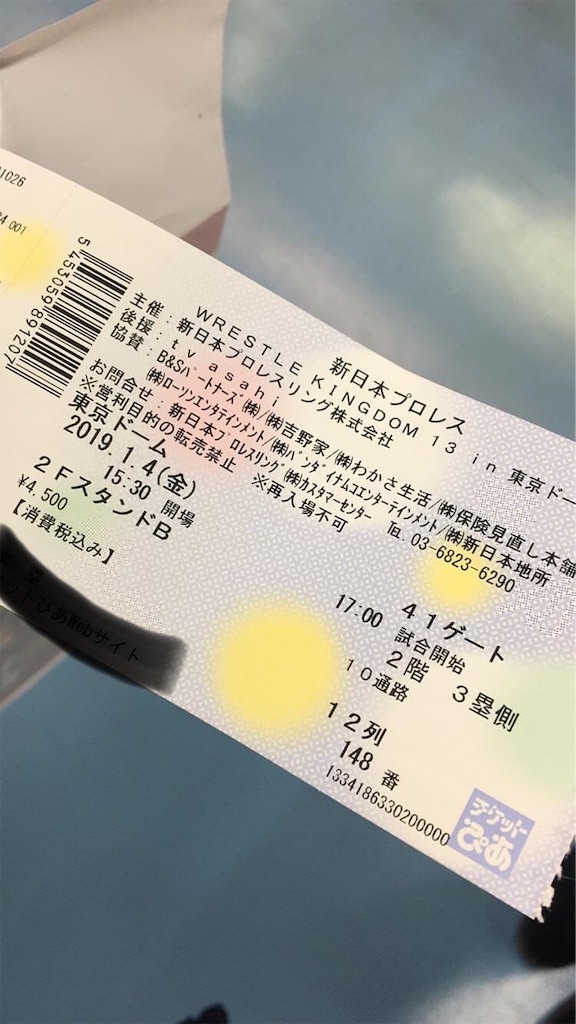 新日本プロレス
WRESTLE KINGDOM 13 in 東京ドー
主催:新日本プロレスリング株式会社
後援:tv asahi
協賛:B&Sパートナーズ㈱/㈱吉野家/㈱わかさ生活/㈱保険見直し本舗
㈱ローソンエンタテインメント/㈱バンダイナムコエンターテインメント/㈱新日本地所
お問合せ:新日本プロレスリング㈱カスタマーセンター ℡ 03-6823-6290
※営利目的の転売禁止 ※再入場不可
東京ドーム 41ゲート
2019.1.4(金) 17:00 試合開始
15:30 開場
2FスタンドB 2階 3塁側
¥4,500 10通路
【消費税込み】 12列
148 番
ットぴあWebサイト
1334186330200000
チケット
ぴあ
5453059891207
1026
4 001